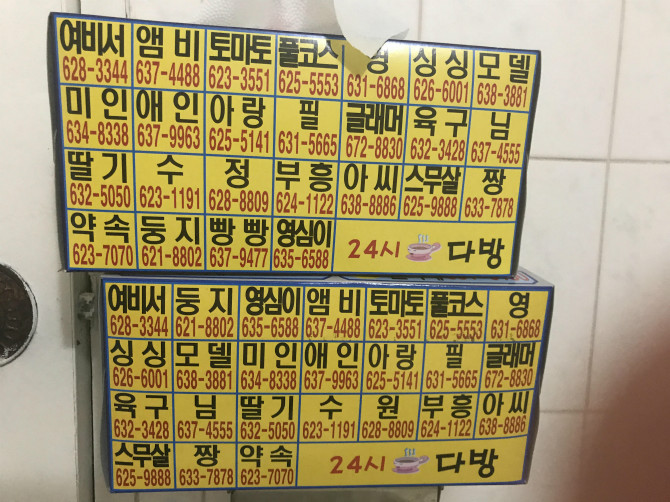 여비서 앰비 토마토 풀코스 영 싱싱 모델
628-3344 637-4488 623-3551 625-5553 631-6868 626-6001 638-3881
미인 애인 아랑 필 글래머 육구 님
634-8338 637-9963 625-5141 631-5665 672-8830 632-3428 637-4555
딸기 수 정 부흥 아씨 스무살 짱
632-5050 623-1191 628-8809 624-1122 638-8886 625-9888 633-7878
약속 둥지 빵빵 영심이 24시 다방
623-7070 621-8802 637-9477 635-6588
여비서 둥지 영심이 앰비 토마토 풀코스 영
628-3344 621-8802 635-6588 637-4488 623-3551 625-5553 631-6868
싱싱 모델 미인 애인 아랑 필 글래머
626-6001 638-3881 634-8338 637-9963 625-5141 631-5665 672-8830
육구 님 딸기 수 원 부흥 아씨
632-3428 637-4555 632-5050 623-1191 628-8809 624-1122 638-8886
스무살 짱 약속 24시 다방
625-9888 633-7878 623-7070